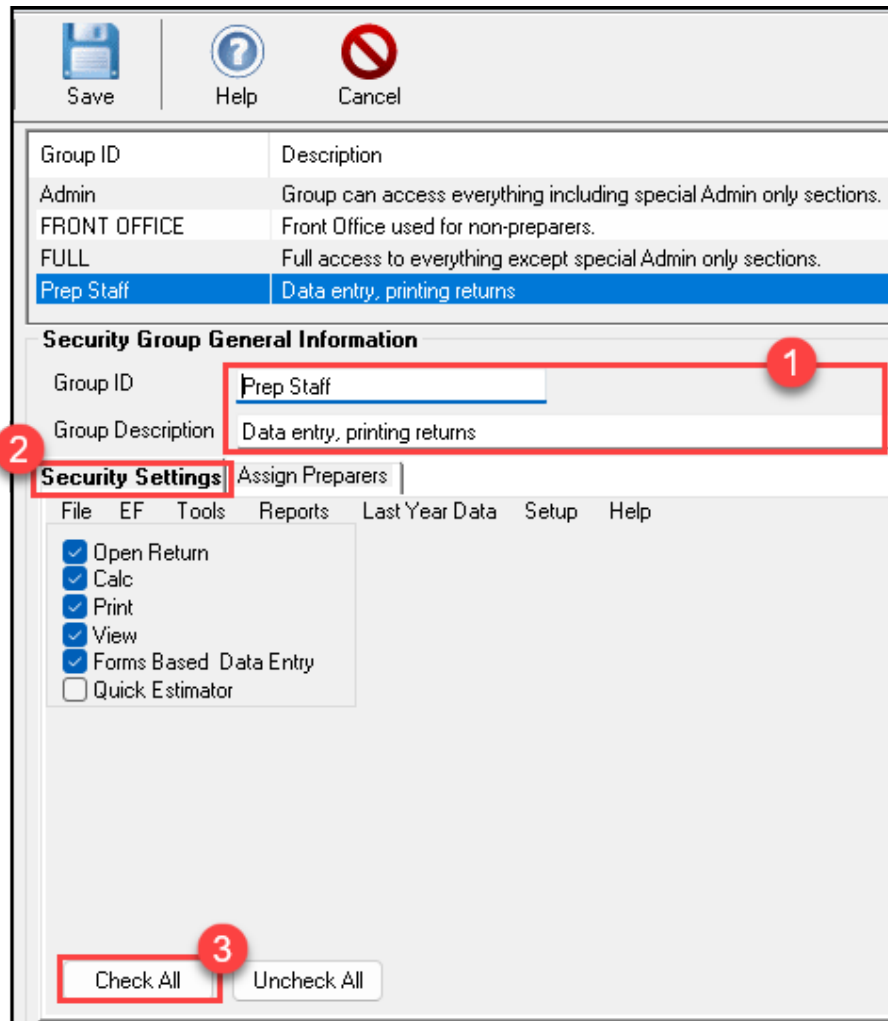 Save Help Cancel
Group ID Description
Admin Group can access everything including special Admin only sections.
FRONT OFFICE Front Office used for non-preparers.
FULL Full access to everything except special Admin only sections.
Prep Staff Data entry, printing returns
Security Group General Information
1
Group ID Prep Staff
Group Description Data entry, printing returns
2
Security Settings Assign Preparers
File EF Tools Reports Last Year Data Setup Help
Open Return
Calc
Print
View
Forms Based Data Entry
Quick Estimator
3
Check All Uncheck All